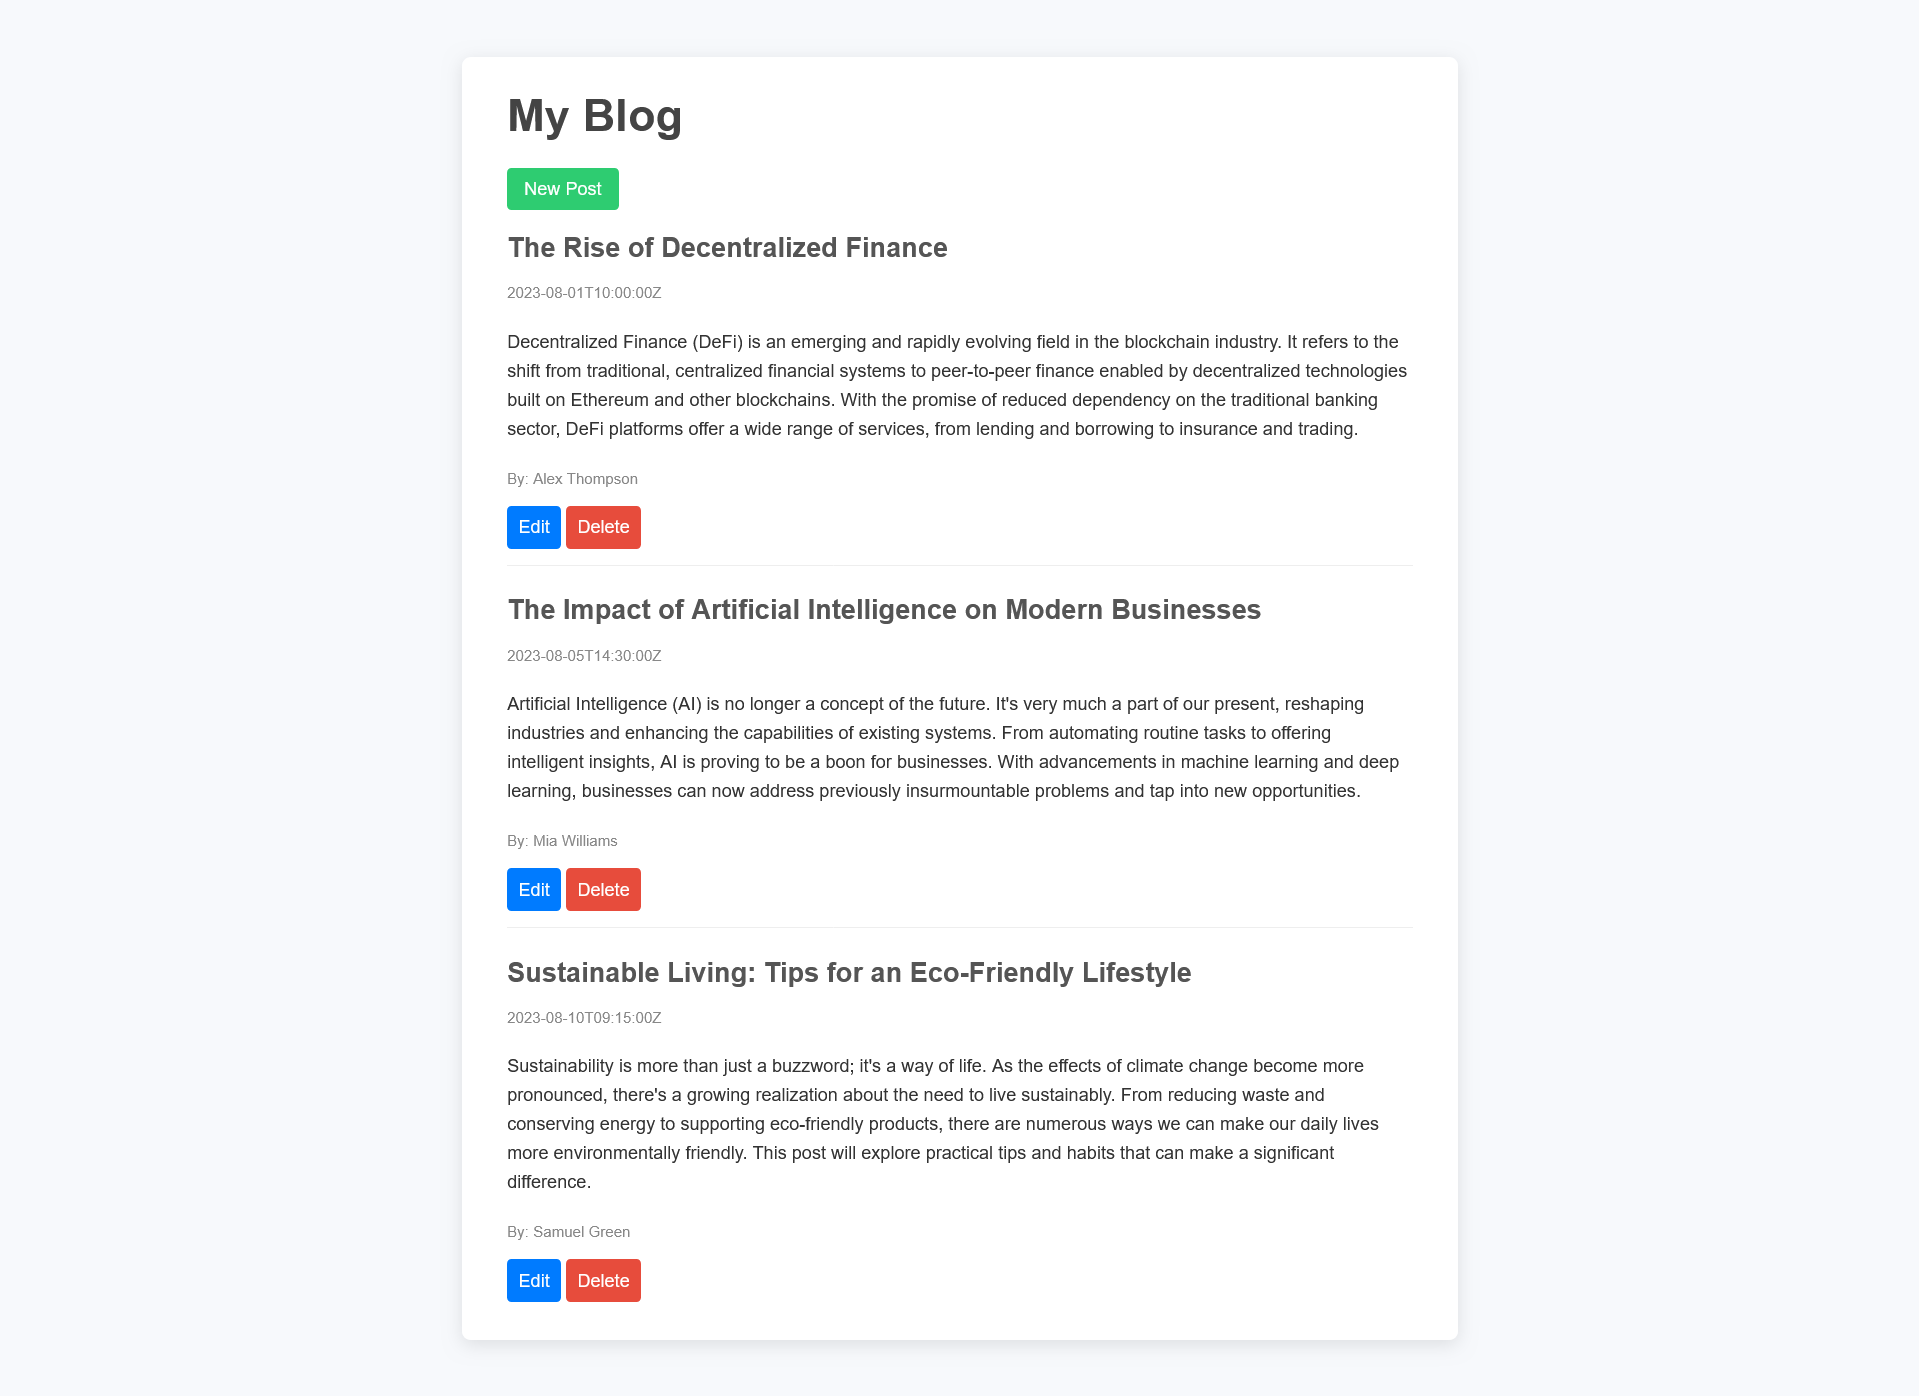 My Blog
New Post
The Rise of Decentralized Finance
2023-08-01T10:00:00Z
Decentralized Finance (DeFi) is an emerging and rapidly evolving field in the blockchain industry. It refers to the
shift from traditional, centralized financial systems to peer-to-peer finance enabled by decentralized technologies
built on Ethereum and other blockchains. With the promise of reduced dependency on the traditional banking
sector, DeFi platforms offer a wide range of services, from lending and borrowing to insurance and trading.
By: Alex Thompson
Edit Delete
The Impact of Artificial Intelligence on Modern Businesses
2023-08-05T14:30:00Z
Artificial Intelligence (AI) is no longer a concept of the future. It's very much a part of our present, reshaping
industries and enhancing the capabilities of existing systems. From automating routine tasks to offering
intelligent insights, AI is proving to be a boon for businesses. With advancements in machine learning and deep
learning, businesses can now address previously insurmountable problems and tap into new opportunities.
By: Mia Williams
Edit Delete
Sustainable Living: Tips for an Eco-Friendly Lifestyle
2023-08-10T09:15:00Z
Sustainability is more than just a buzzword; it's a way of life. As the effects of climate change become more
pronounced, there's a growing realization about the need to live sustainably. From reducing waste and
conserving energy to supporting eco-friendly products, there are numerous ways we can make our daily lives
more environmentally friendly. This post will explore practical tips and habits that can make a significant
difference.
By: Samuel Green
Edit Delete